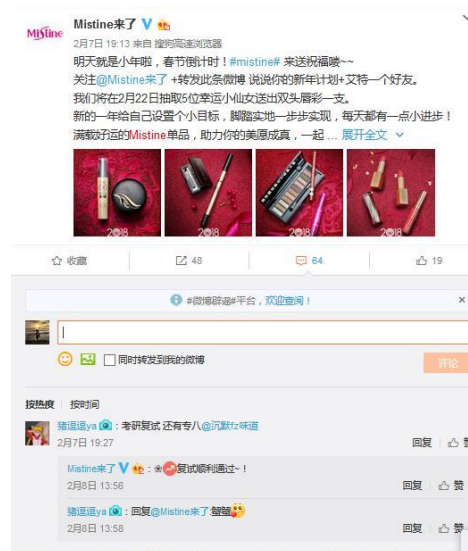 Mistine
Mistine来了 V
2月7日 19:13 来自 搜狗高速浏览器
明天就是小年啦，春节倒计时！#mistine# 来送祝福喽~~
关注@Mistine来了 +转发此条微博 说说你的新年计划+艾特一个好友。
我们将在2月22日抽取5位幸运小仙女送出双头唇彩一支。
新的一年给自己设置个小目标，脚踏实地一步步实现，每天都有一点小进步！
满载好运的Mistine单品，助力你的美愿成真，一起 ... 展开全文
2018 2018 2018 2018
收藏 48 64 19
#微博辟谣#平台，欢迎查阅！ ×
同时转发到我的微博 评论
按热度 按时间
猪逗逗ya：考研复试 还有专八@沉默fz味道
2月7日 19:27 回复 赞
Mistine来了 V：复试顺利通过~！
2月8日 13:56 回复 赞
猪逗逗ya：回复@Mistine来了:
2月8日 13:58 回复 赞